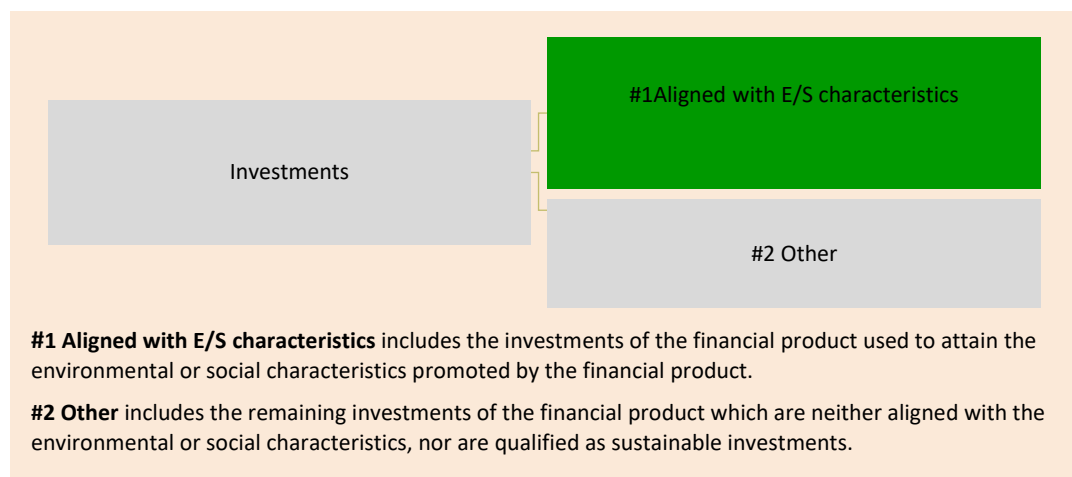 #1Aligned with E/S characteristics
Investments
#2 Other
#1 Aligned with E/S characteristics includes the investments of the financial product used to attain the
environmental or social characteristics promoted by the financial product.
#2 Other includes the remaining investments of the financial product which are neither aligned with the
environmental or social characteristics, nor are qualified as sustainable investments.